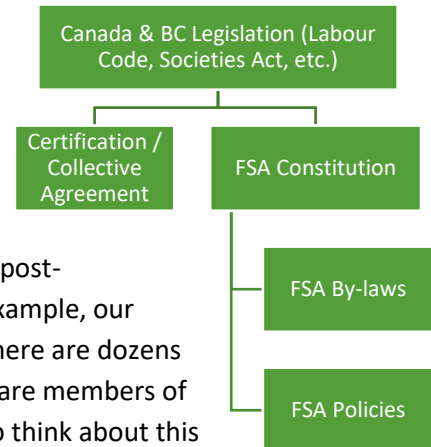 Canada & BC Legislation (Labour
Code, Societies Act, etc.)
Certification /
Collective
Agreement
FSA Constitution
FSA By-laws
FSA Policies
post-
xample, our
here are dozens
are members of
o think about this